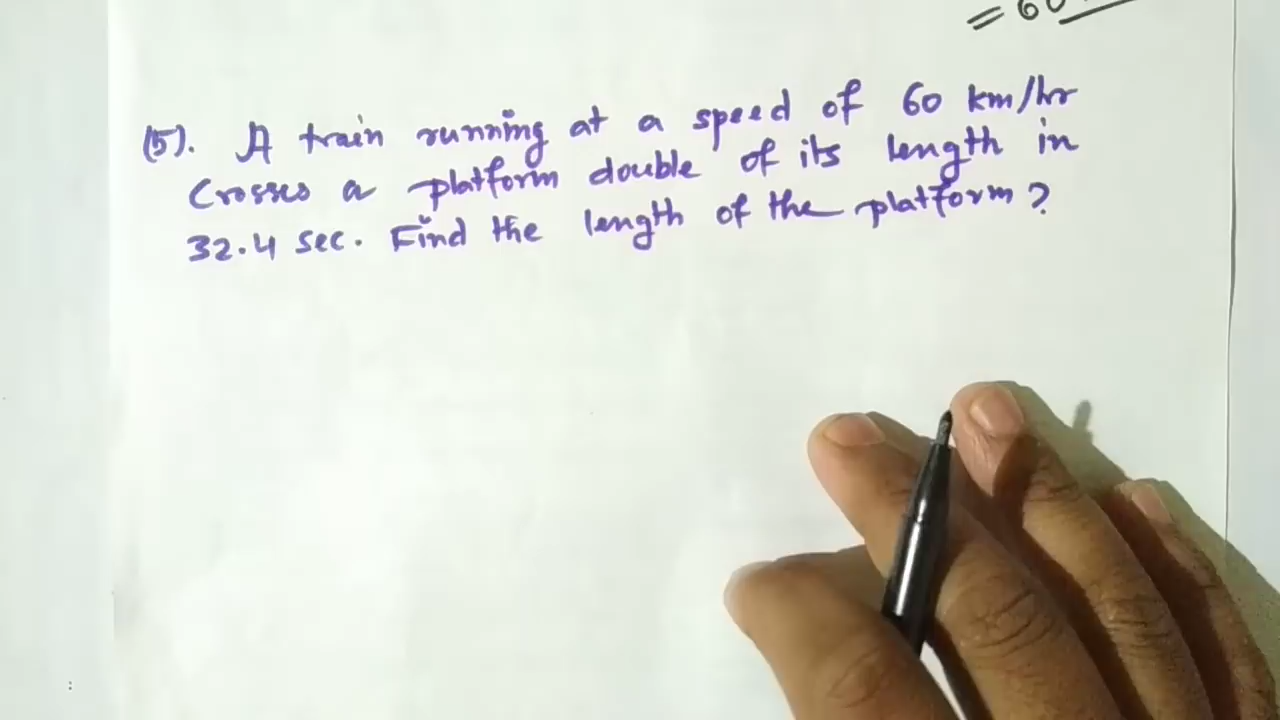 = 60
(5). A train running at a speed of 60 km/hr
Crosses a platform double of its length in
32.4 sec. Find the length of the platform?